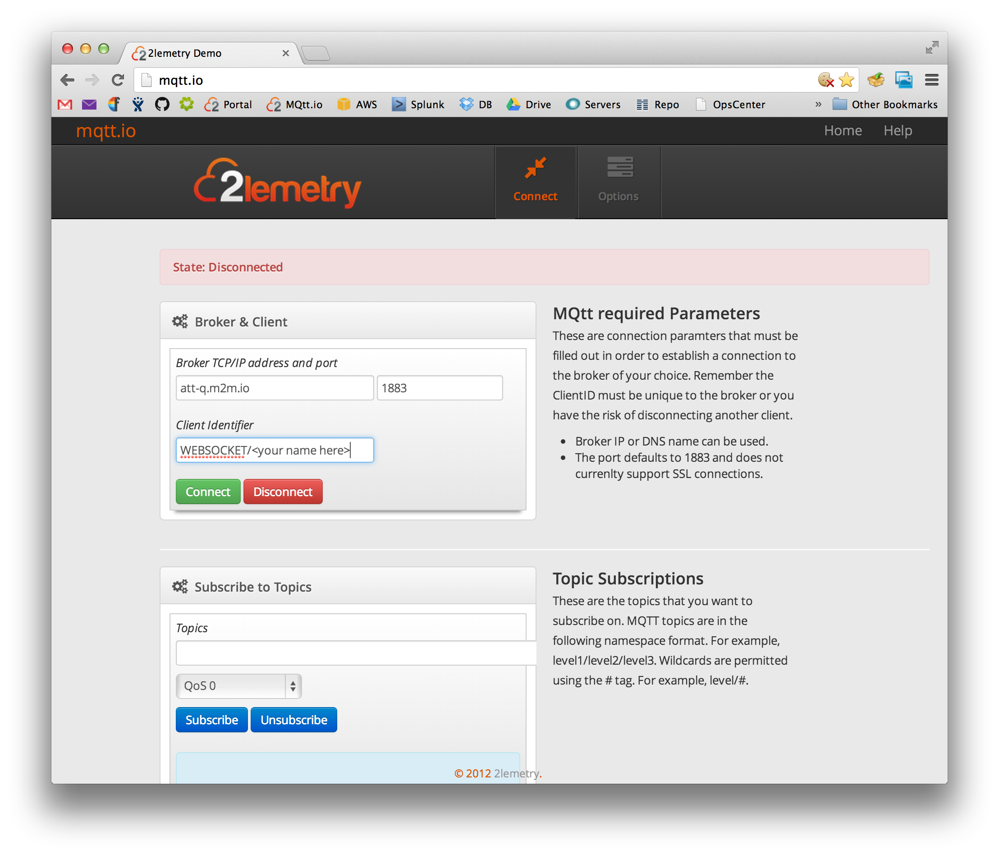 2lemetry Demo
mqtt.io
Portal MQtt.io AWS Splunk DB Drive Servers Repo OpsCenter » Other Bookmarks
mqtt.io Home Help
2lemetry
Connect Options
State: Disconnected
Broker & Client
Broker TCP/IP address and port
att-q.m2m.io 1883
Client Identifier
WEBSOCKET/<your name here>
Connect Disconnect
MQtt required Parameters
These are connection paramters that must be
filled out in order to establish a connection to
the broker of your choice. Remember the
ClientID must be unique to the broker or you
have the risk of disconnecting another client.
• Broker IP or DNS name can be used.
• The port defaults to 1883 and does not
currenlty support SSL connections.
Subscribe to Topics
Topics
QoS 0
Subscribe Unsubscribe
Topic Subscriptions
These are the topics that you want to
subscribe on. MQTT topics are in the
following namespace format. For example,
level1/level2/level3. Wildcards are permitted
using the # tag. For example, level/#.
© 2012 2lemetry.